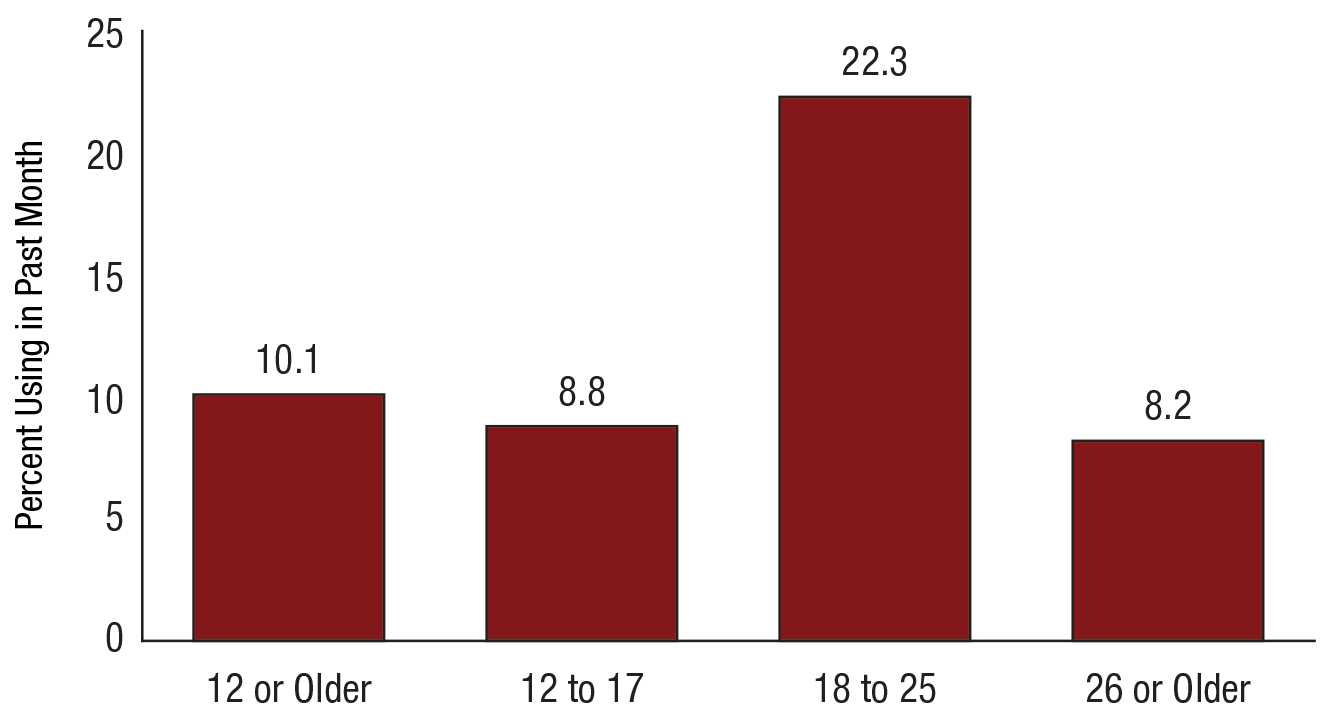 Percent Using in Past Month
25
20
15
10
5
0
10.1
8.8
22.3
8.2
12 or Older
12 to 17
18 to 25
26 or Older